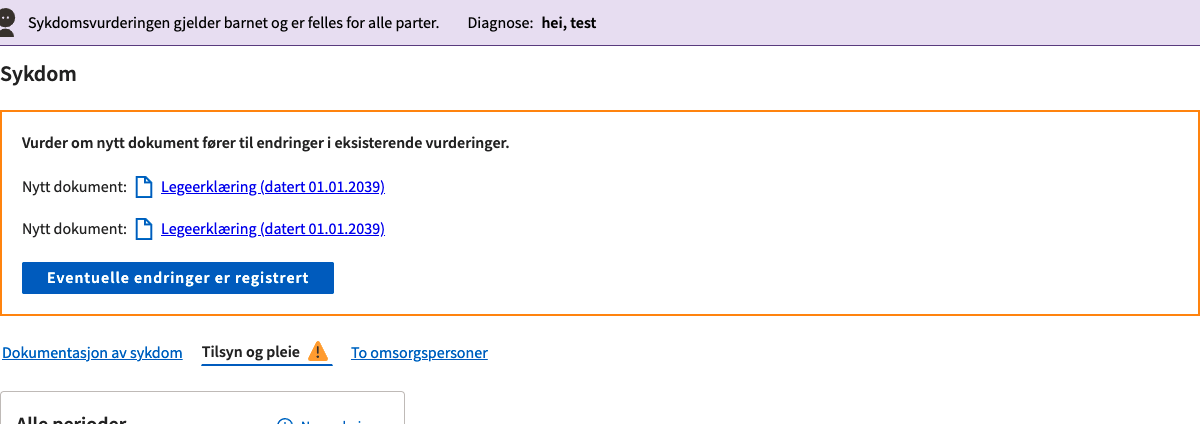 Sykdomsvurderingen gjelder barnet og er felles for alle parter. Diagnose: hei, test
Sykdom
Vurder om nytt dokument fører til endringer i eksisterende vurderinger.
Nytt dokument: Legeerklæring (datert 01.01.2039)
Nytt dokument: Legeerklæring (datert 01.01.2039)
Eventuelle endringer er registrert
Dokumentasjon av sykdom Tilsyn og pleie To omsorgspersoner
Alle perioder